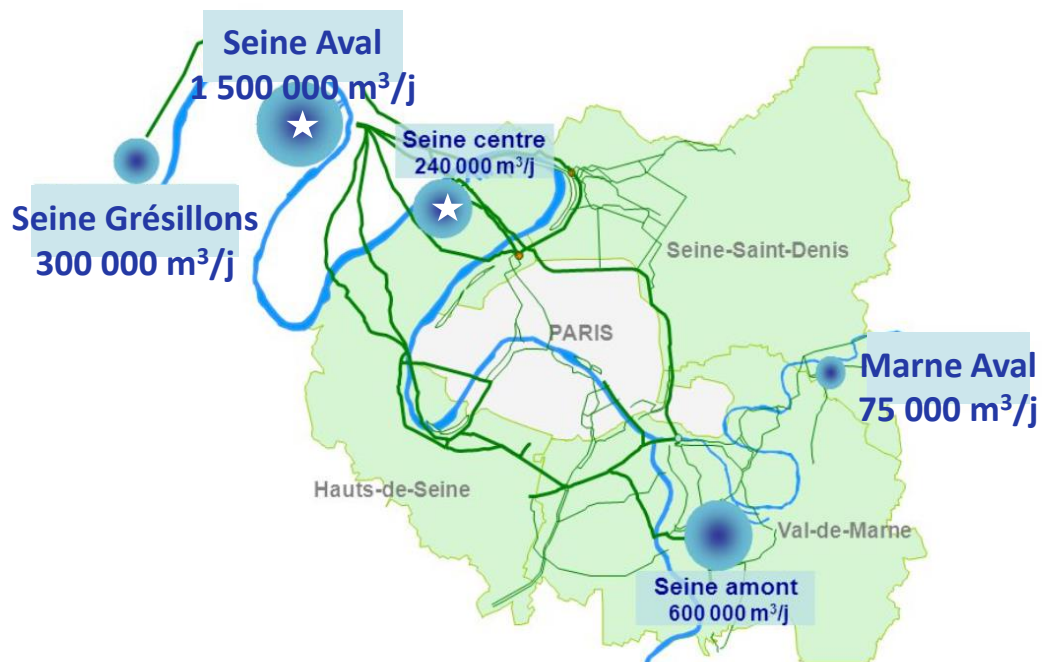 Seine Aval
1 500 000 m³/j
Seine centre
240 000 m³/j
Seine Grésillons
300 000 m³/j
Seine-Saint-Denis
PARIS
Marne Aval
75 000 m³/j
Hauts-de-Seine
Val-de-Marne
Seine amont
600 000 m³/j